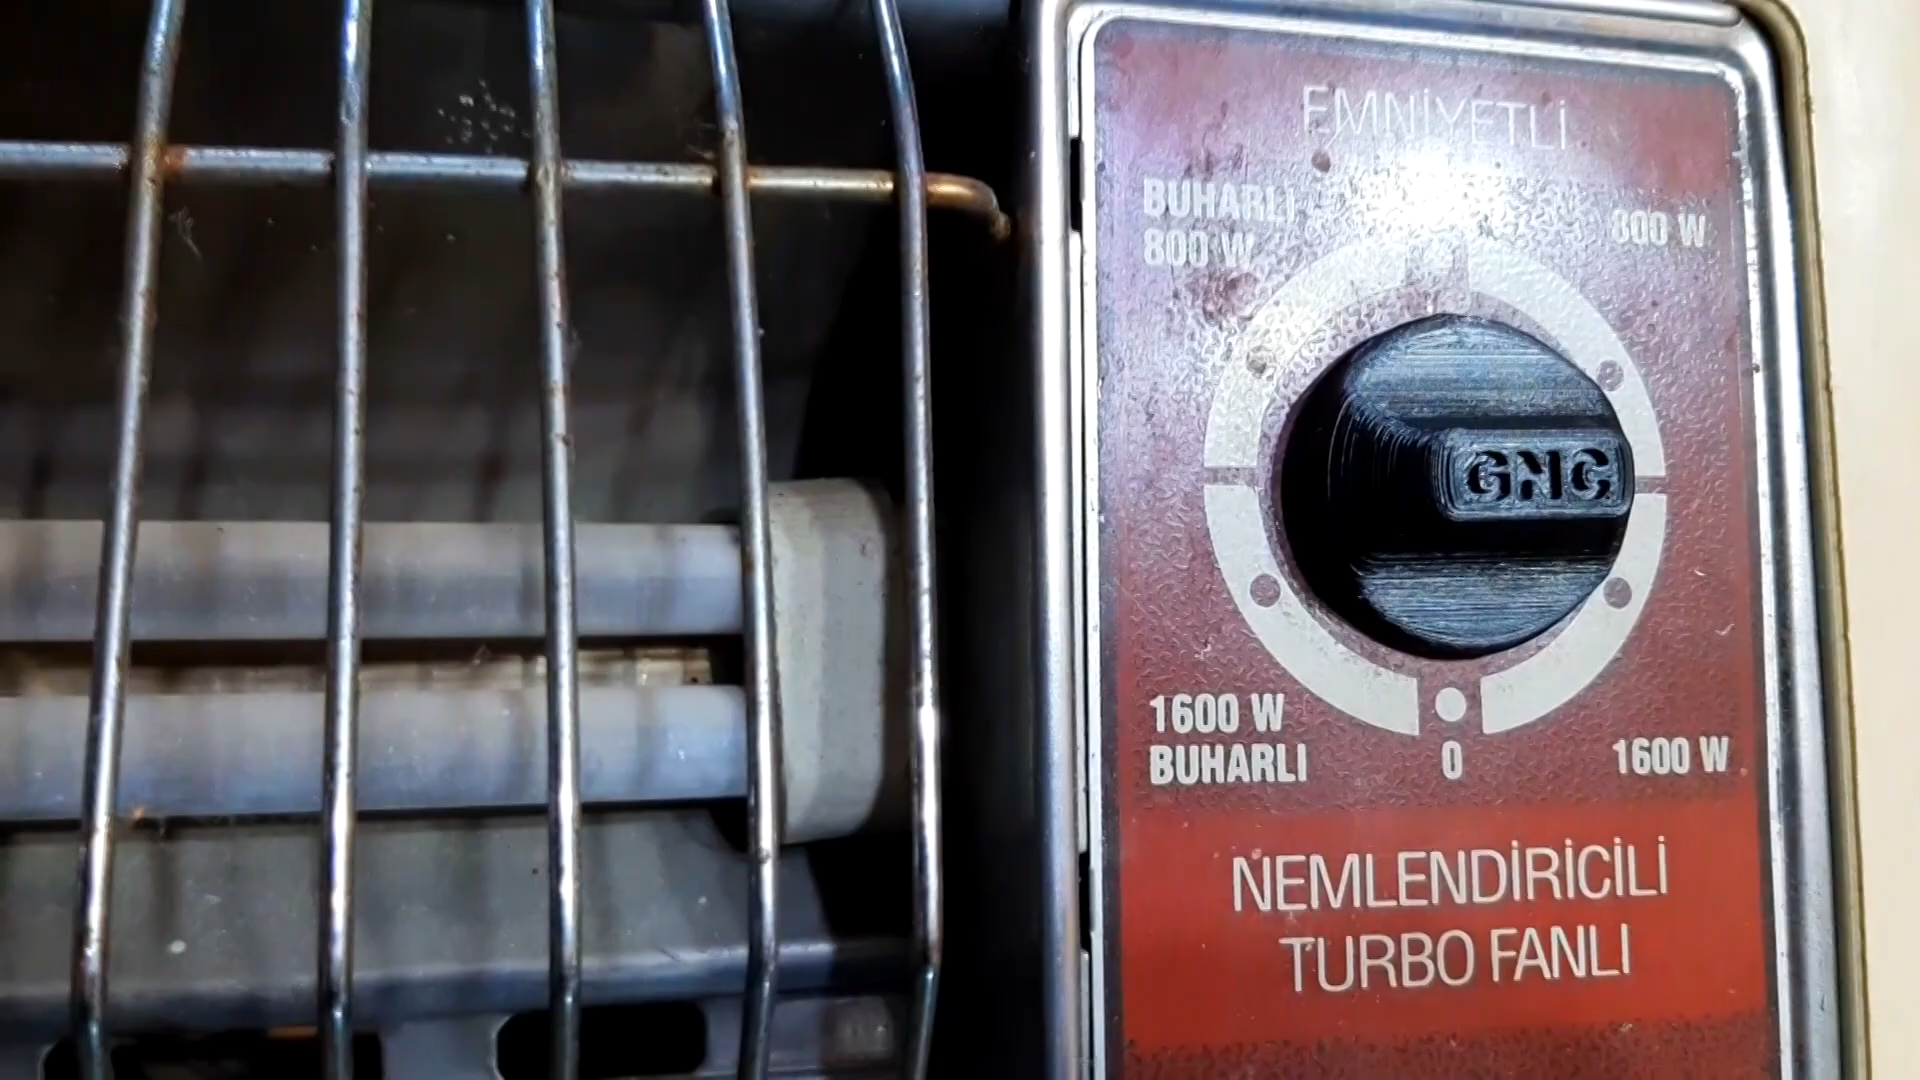 EMNİYETLİ
BUHARLI
800 W
800 W
GNC
1600 W
BUHARLI
0
1600 W
NEMLENDİRİCİLİ
TURBO FANLI